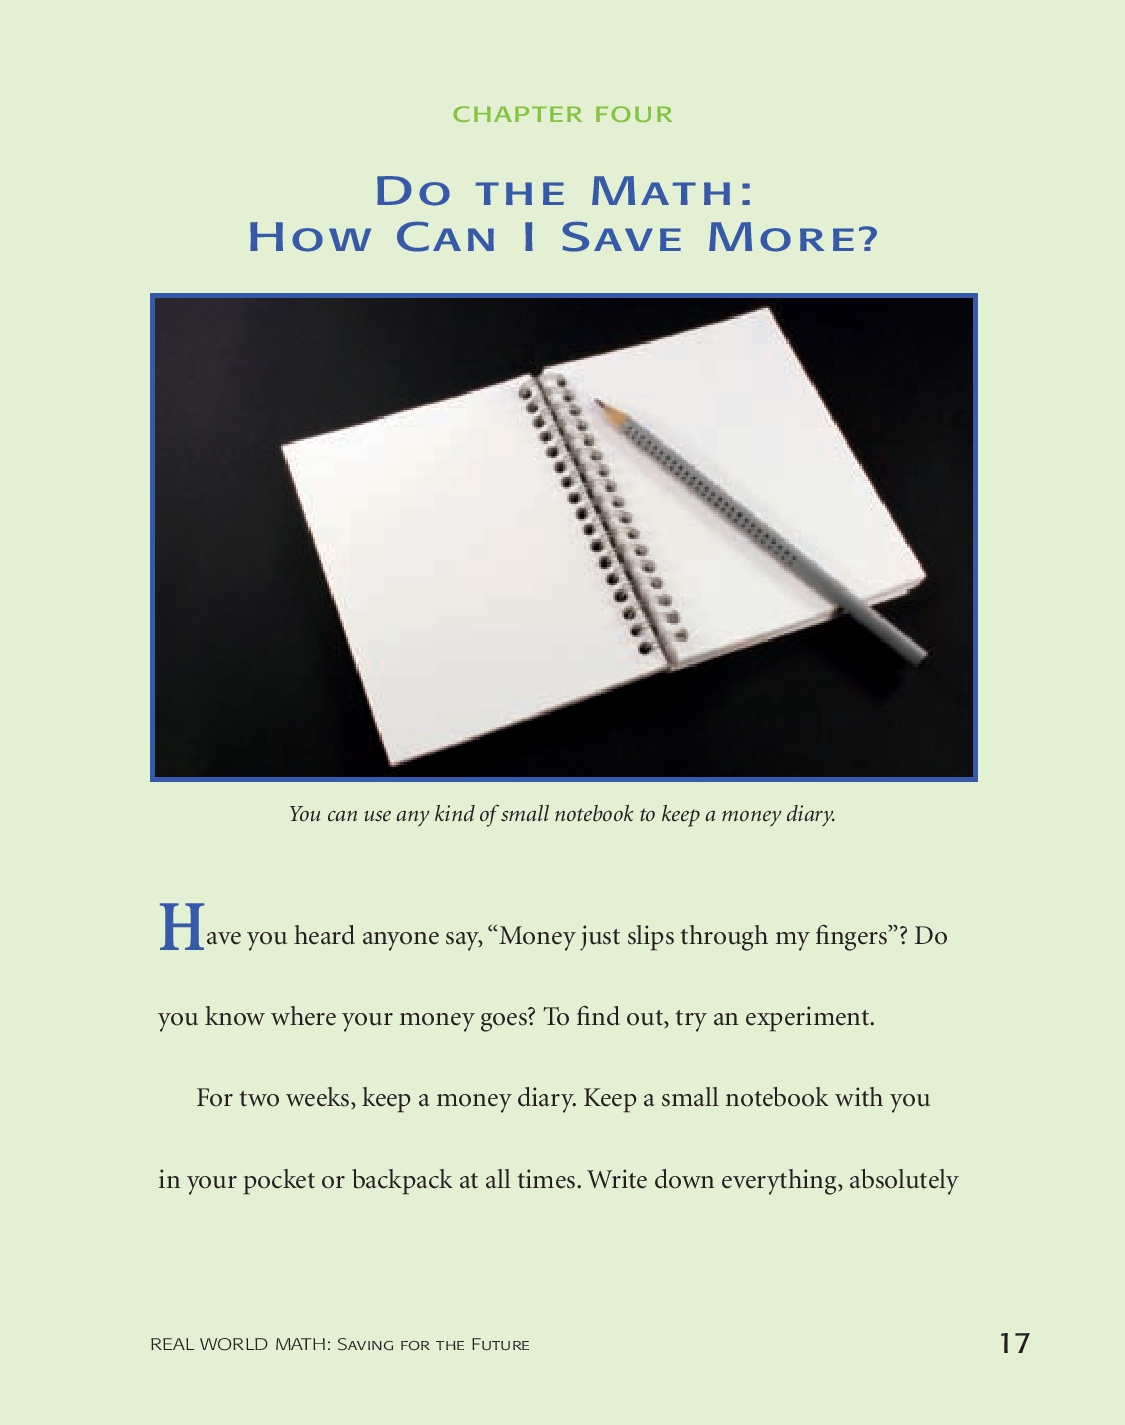 CHAPTER FOUR
Do the Math:
How Can I Save More?
You can use any kind of small notebook to keep a money diary.
Have you heard anyone say, “Money just slips through my fingers”? Do
you know where your money goes? To find out, try an experiment.
For two weeks, keep a money diary. Keep a small notebook with you
in your pocket or backpack at all times. Write down everything, absolutely
REAL WORLD MATH: Saving for the Future 17